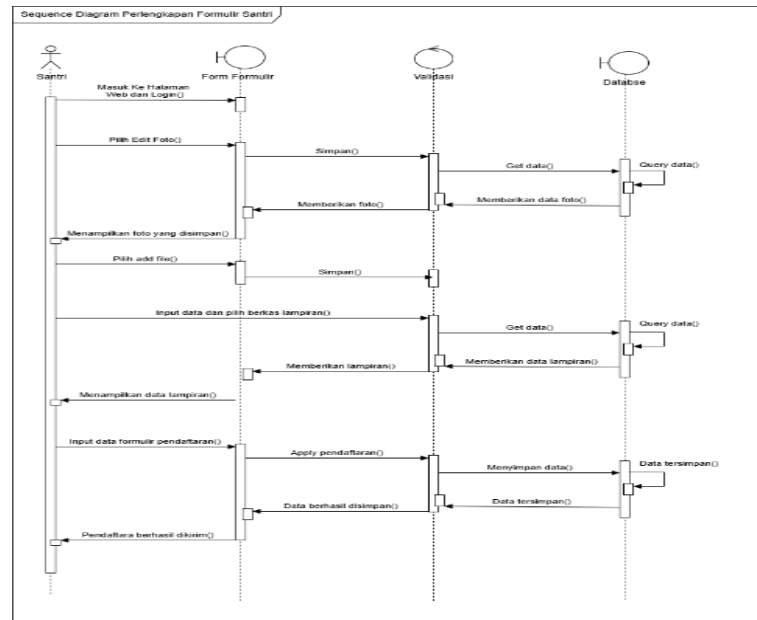 Sequence Diagram Perlengkapan Formulir Santri
Santri
Form Formulir
Validasi
Databse
Masuk Ke Halaman
Web dan Login()
Pilih Edit Foto()
Simpan()
Get data()
Query data()
Memberikan data foto()
Memberikan foto()
Menampilkan foto yang disimpan()
Pilih add file()
Simpan()
Input data dan pilih berkas lampiran()
Get data()
Query data()
Memberikan data lampiran()
Memberikan lampiran()
Menampilkan data lampiran()
Input data formulir pendaftaran()
Apply pendaftaran()
Menyimpan data()
Data tersimpan()
Data tersimpan()
Data berhasil disimpan()
Pendaftara berhasil dikirim()